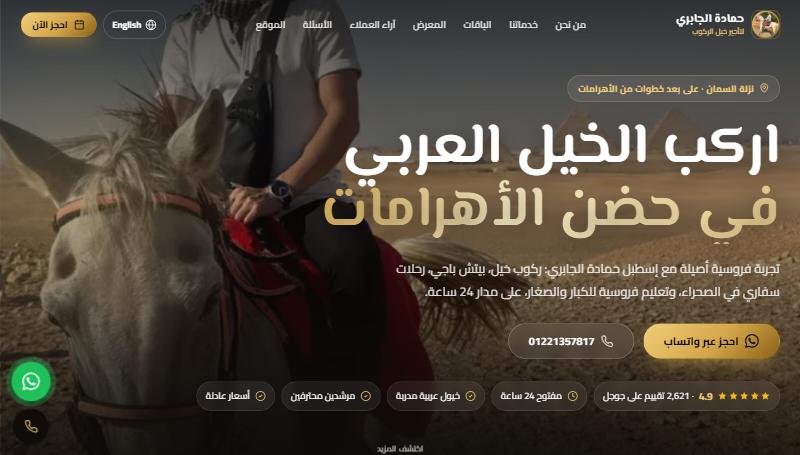 حمادة الجابري
لتأجير خيل الركوب
من نحن
خدماتنا
الباقات
المعرض
آراء العملاء
الأسئلة
الموقع
English
احجز الآن
نزلة السمان · على بعد خطوات من الأهرامات
اركب الخيل العربي
في حضن الأهرامات
تجربة فروسية أصيلة مع إسطبل حمادة الجابري: ركوب خيل، بيتش باجي، رحلات
سفاري في الصحراء، وتعليم فروسية للكبار والصغار، على مدار 24 ساعة.
احجز عبر واتساب
01221357817
4.9 · 2,621 تقييم على جوجل
مفتوح 24 ساعة
خيول عربية مدربة
مرشدين محترفين
أسعار عادلة
اكتشف المزيد